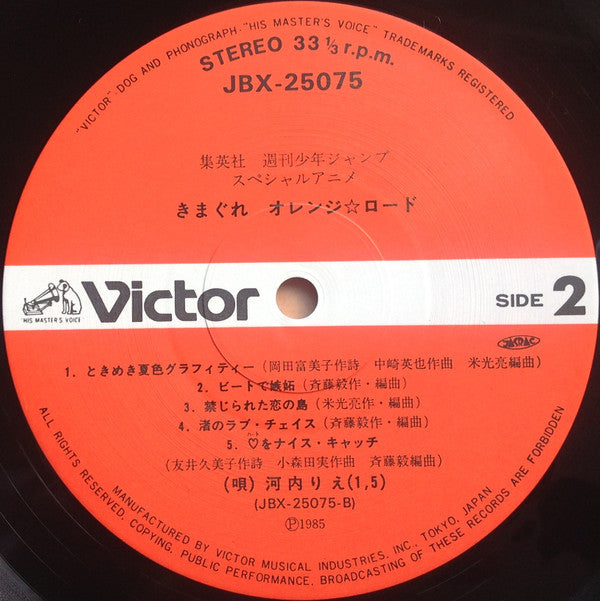 "VICTOR"-DOG AND PHONOGRAPH-"HIS MASTER'S VOICE" TRADEMARKS REGISTERED
STEREO 33 1/3 r.p.m.
JBX-25075
集英社 週刊少年ジャンプ
スペシャルアニメ
きまぐれ オレンジ☆ロード
"HIS MASTER'S VOICE"
Victor
SIDE 2
JASRAC
1. ときめき夏色グラフィティー(岡田富美子作詩 中崎英也作曲 米光亮編曲)
2. ビートで嫉妬(斉藤毅作・編曲)
3. 禁じられた恋の島(米光亮作・編曲)
4. 渚のラブ・チェイス(斉藤毅作・編曲)
ハート
5. ♡をナイス・キャッチ
(友井久美子作詩 小森田実作曲 斉藤毅編曲)
(唄)河内りえ(1,5)
(JBX-25075-B)
Ⓟ1985
ALL RIGHTS RESERVED. COPYING, PUBLIC PERFORMANCE, BROADCASTING OF THESE RECORDS ARE FORBIDDEN
MANUFACTURED BY VICTOR MUSICAL INDUSTRIES, INC., TOKYO, JAPAN